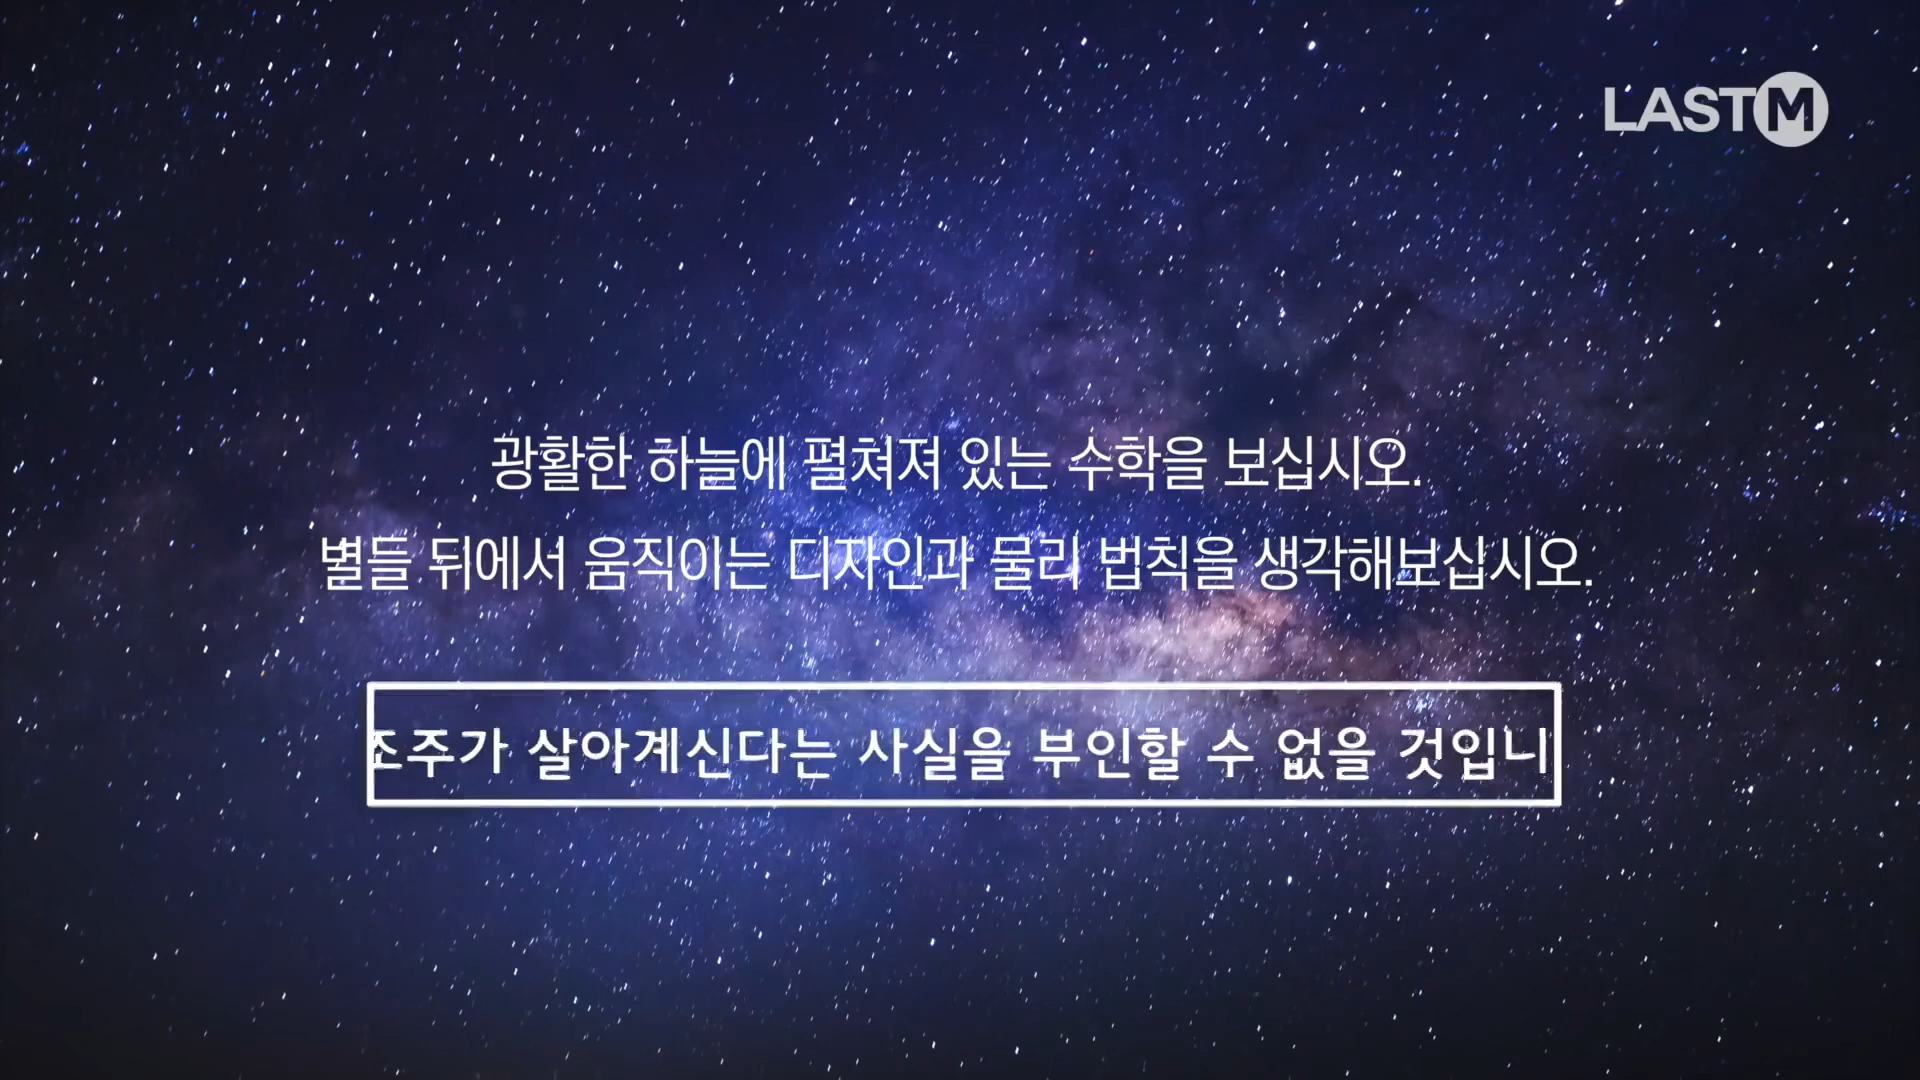 LASTM
광활한 하늘에 펼쳐져 있는 수학을 보십시오.
별들 뒤에서 움직이는 디자인과 물리 법칙을 생각해보십시오.
조주가 살아계신다는 사실을 부인할 수 없을 것입니